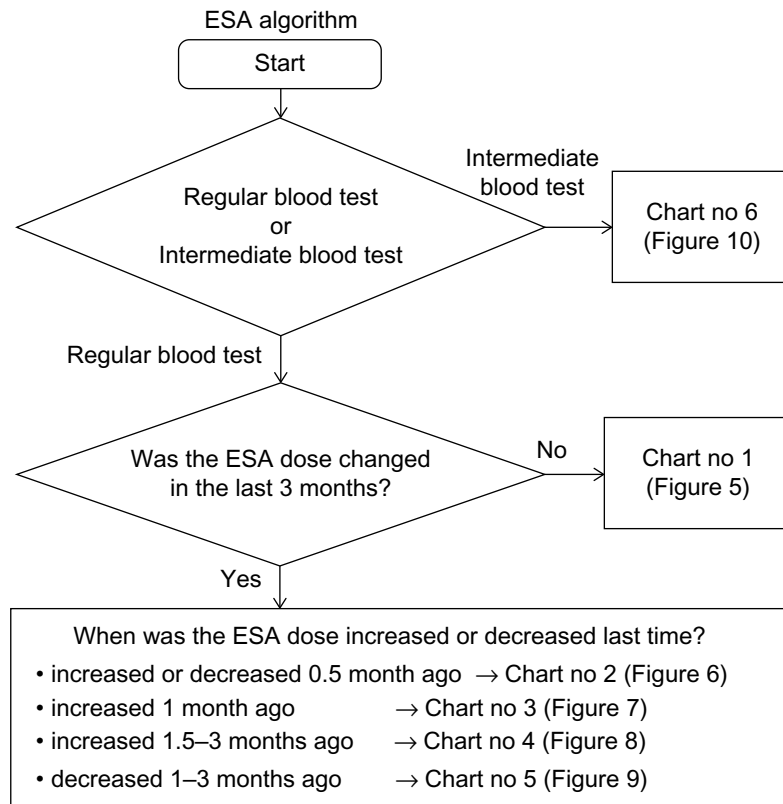 ESA algorithm
Start
Regular blood test
or
Intermediate blood test
Intermediate
blood test
Chart no 6
(Figure 10)
Regular blood test
Was the ESA dose changed
in the last 3 months?
No
Chart no 1
(Figure 5)
Yes
When was the ESA dose increased or decreased last time?
• increased or decreased 0.5 month ago → Chart no 2 (Figure 6)
• increased 1 month ago → Chart no 3 (Figure 7)
• increased 1.5–3 months ago → Chart no 4 (Figure 8)
• decreased 1–3 months ago → Chart no 5 (Figure 9)